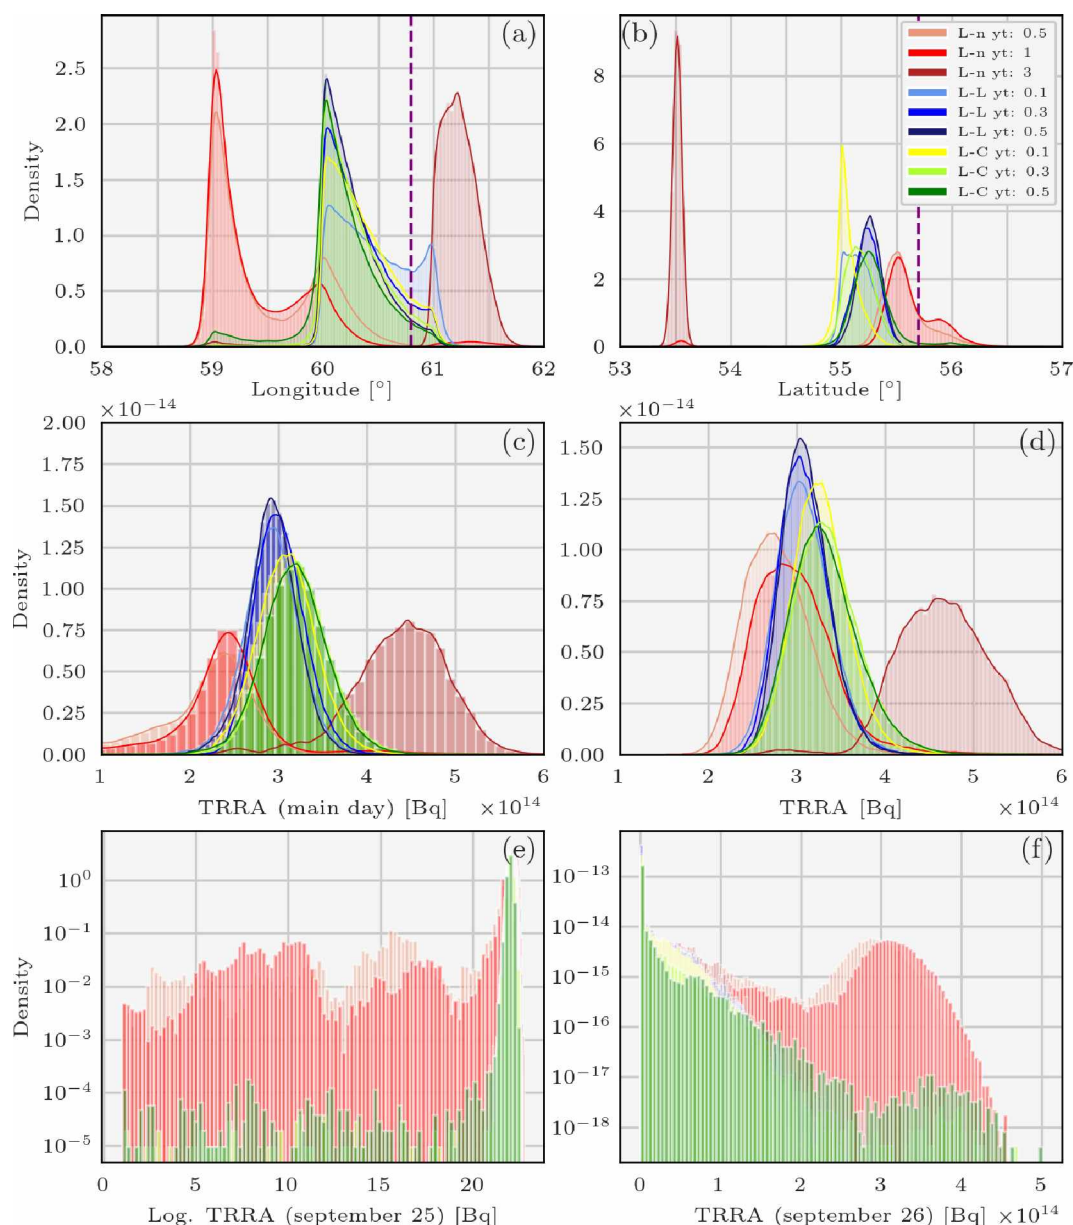 (a)
2.5
2.0
1.5
1.0
0.5
0.0
Density
58 59 60 61 62
Longitude [°]
(b)
8
6
4
2
0
53 54 55 56 57
Latitude [°]
L-n yt: 0.5
L-n yt: 1
L-n yt: 3
L-L yt: 0.1
L-L yt: 0.3
L-L yt: 0.5
L-C yt: 0.1
L-C yt: 0.3
L-C yt: 0.5
×10⁻¹⁴
(c)
2.00
1.75
1.50
1.25
1.00
0.75
0.50
0.25
0.00
Density
1 2 3 4 5 6
TRRA (main day) [Bq] ×10¹⁴
×10⁻¹⁴
(d)
1.50
1.25
1.00
0.75
0.50
0.25
0.00
1 2 3 4 5 6
TRRA [Bq] ×10¹⁴
(e)
10⁰
10⁻¹
10⁻²
10⁻³
10⁻⁴
10⁻⁵
Density
0 5 10 15 20
Log. TRRA (september 25) [Bq]
(f)
10⁻¹³
10⁻¹⁴
10⁻¹⁵
10⁻¹⁶
10⁻¹⁷
10⁻¹⁸
0 1 2 3 4 5
TRRA (september 26) [Bq] ×10¹⁴